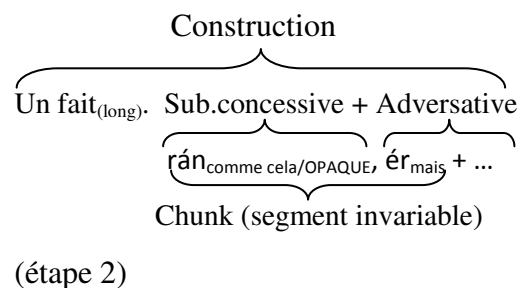 Construction
Un fait(long). Sub.concessive + Adversative
rán comme cela/OPAQUE, ér mais + ...
Chunk (segment invariable)
(étape 2)